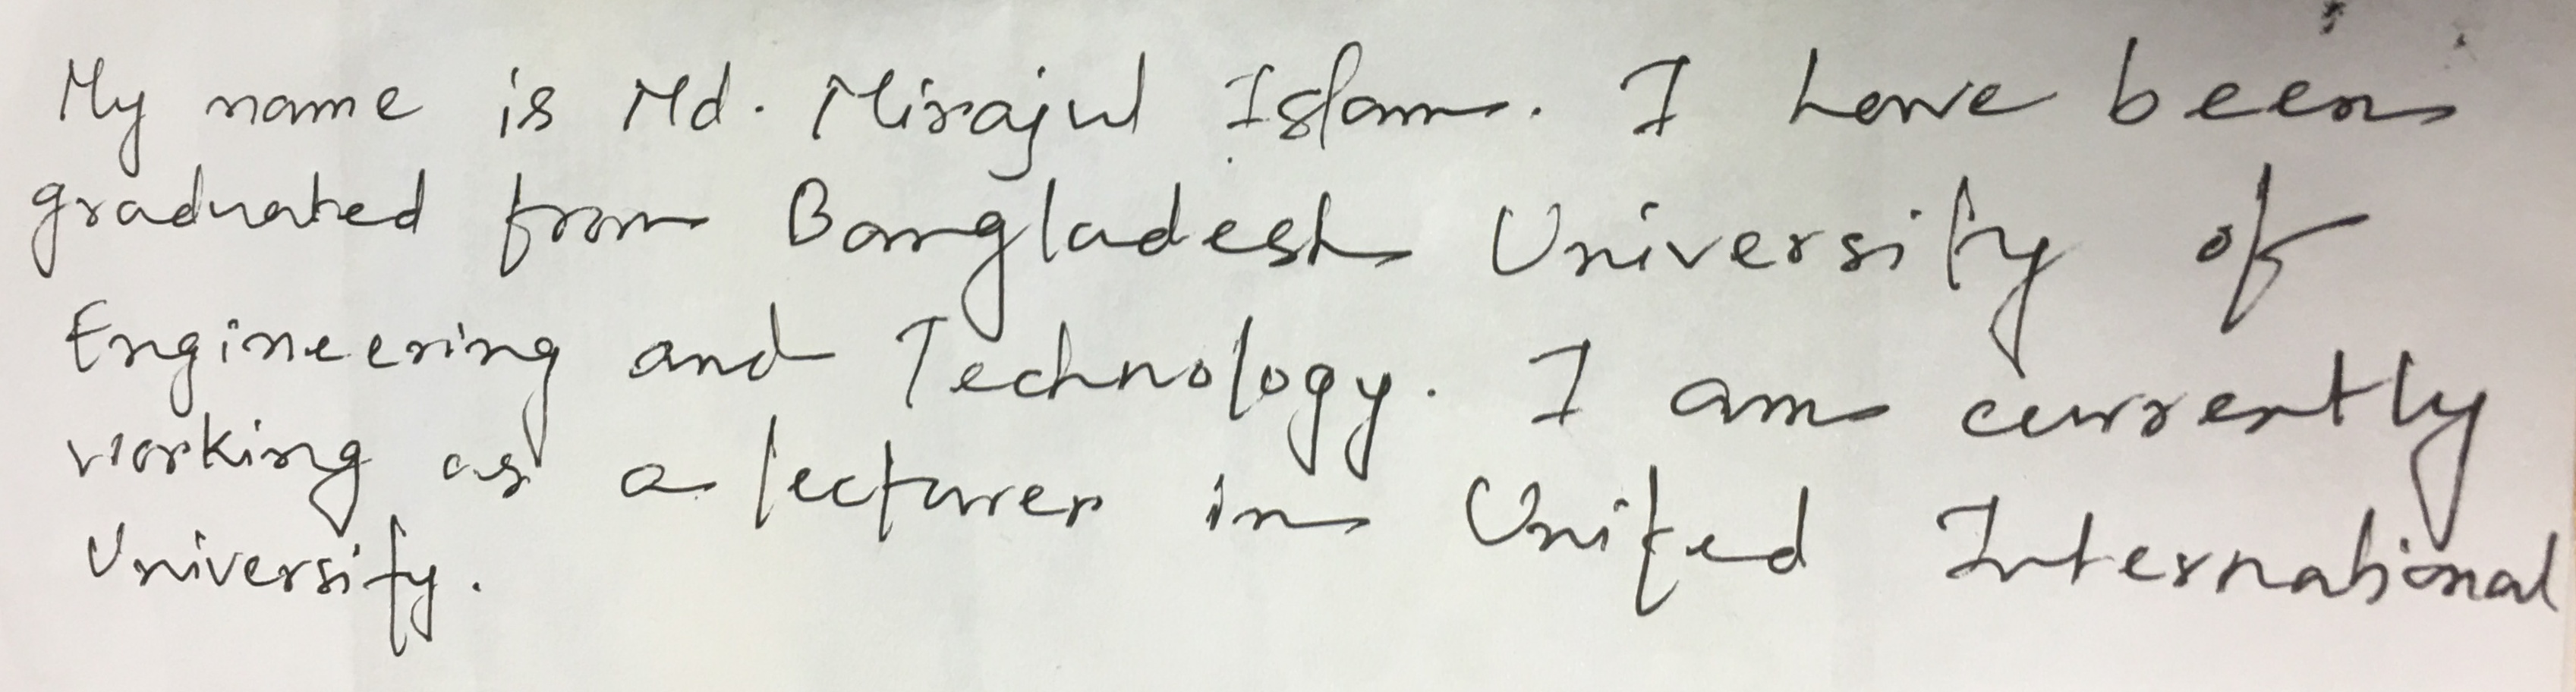 My name is Md. Mirajul Islam. I have been
graduated from Bangladesh University of
Engineering and Technology. I am currently
working as a lecturer in United International
University.